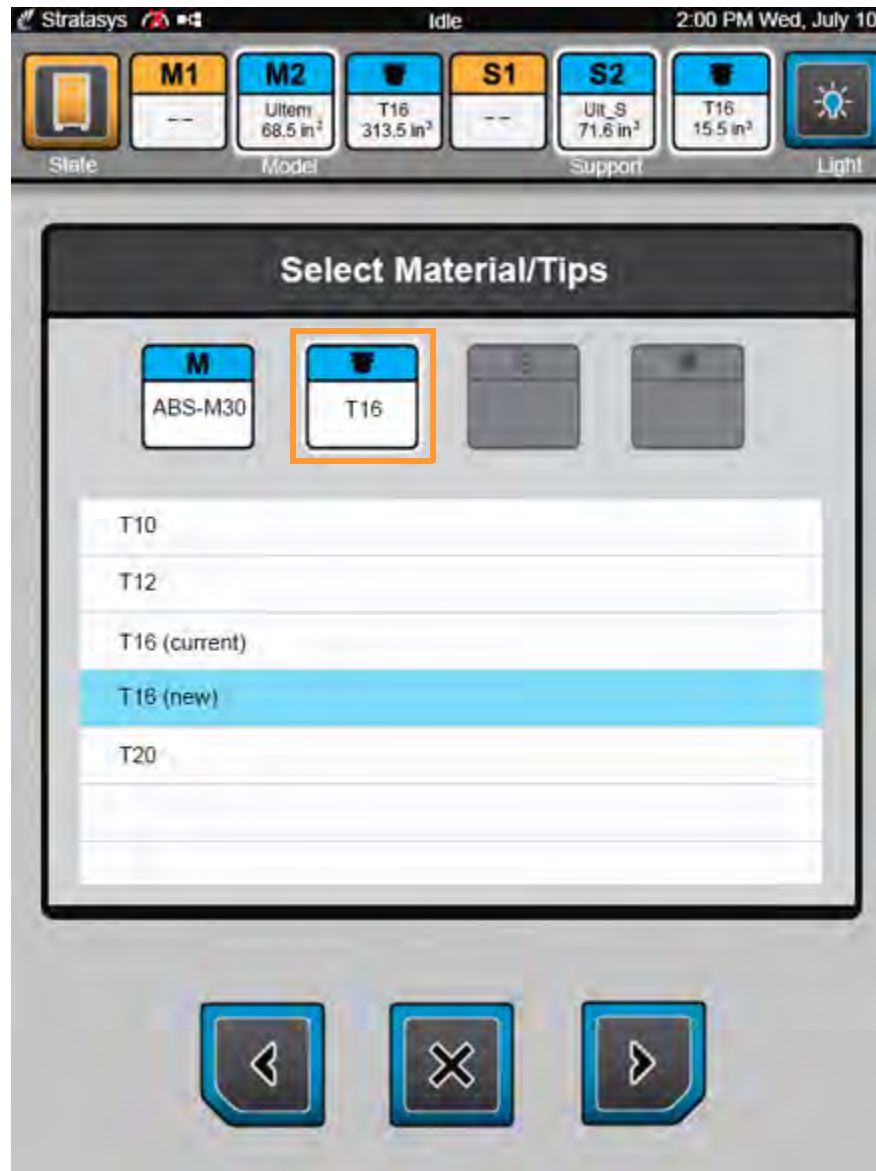 Stratasys Idle 2:00 PM Wed, July 10
M1 M2 S1 S2
-- Ultem T16 -- Ult_S T16
68.5 in³ 313.5 in³ 71.6 in³ 15.5 in³
State Model Support Light
Select Material/Tips
M
ABS-M30 T16
T10
T12
T16 (current)
T16 (new)
T20